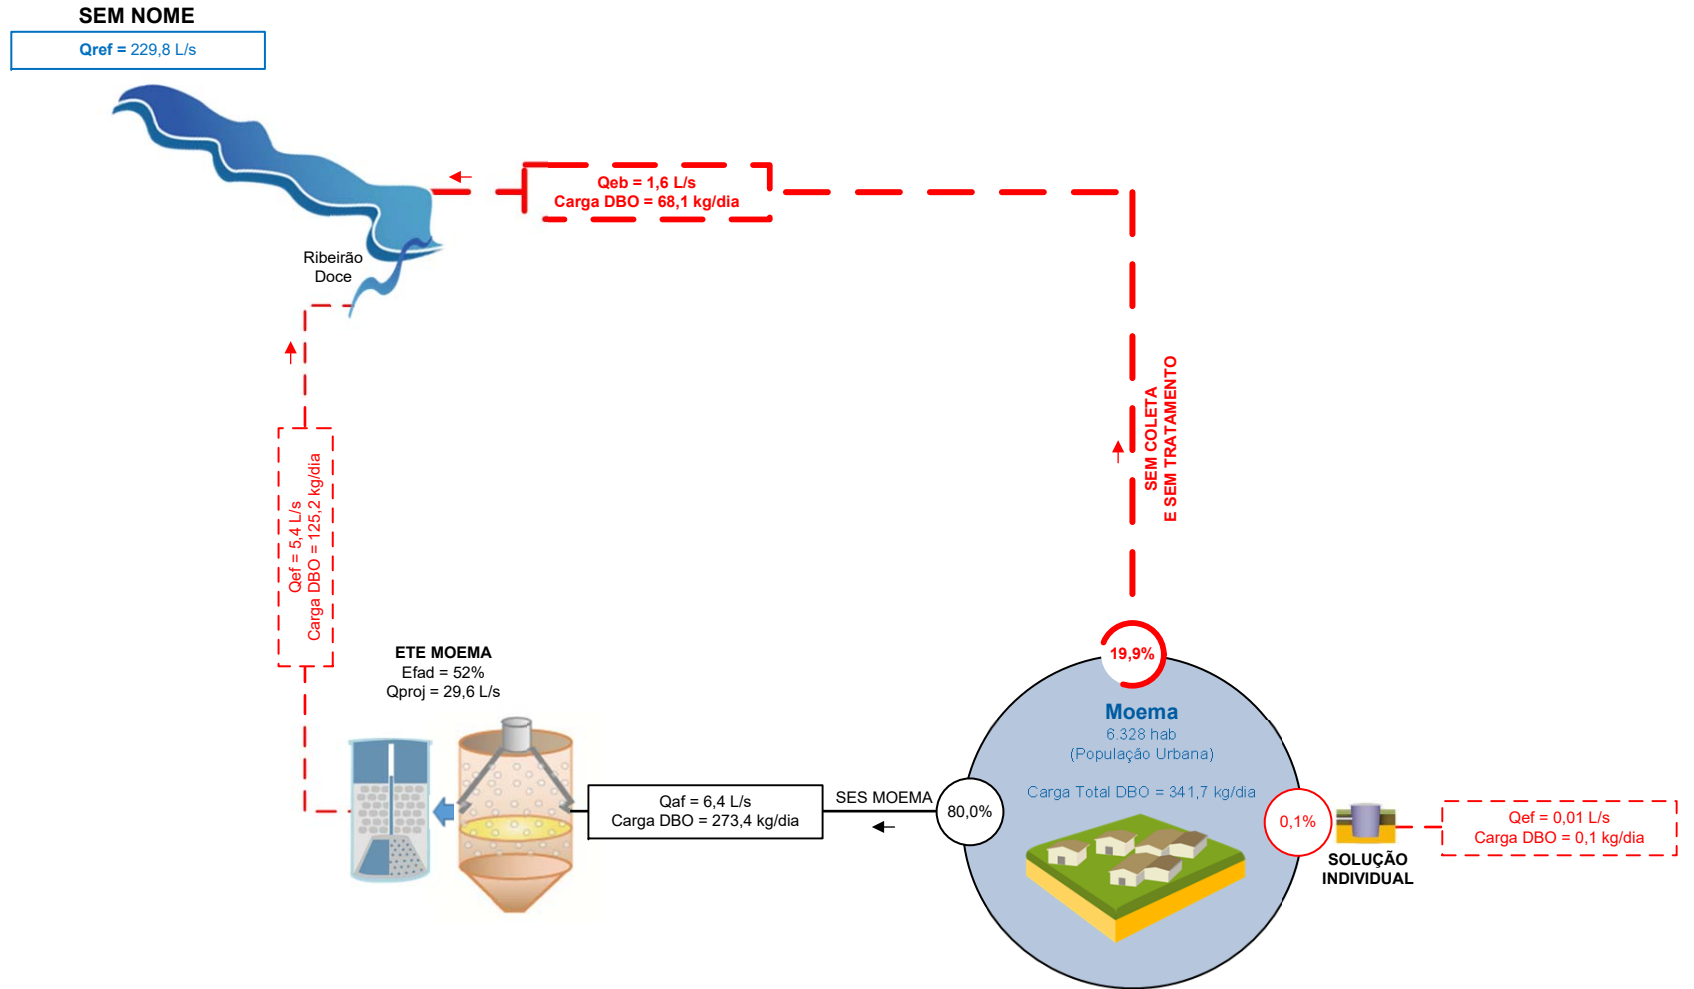 SEM NOME
Qref = 229,8 L/s
Qeb = 1,6 L/s
Carga DBO = 68,1 kg/dia
Ribeirão
Doce
SEM COLETA
E SEM TRATAMENTO
Qef = 5,4 L/s
Carga DBO = 125,2 kg/dia
ETE MOEMA
Efad = 52%
Qproj = 29,6 L/s
19,9%
Moema
6.328 hab
(População Urbana)
Carga Total DBO = 341,7 kg/dia
Qaf = 6,4 L/s
Carga DBO = 273,4 kg/dia
SES MOEMA
80,0%
0,1%
SOLUÇÃO
INDIVIDUAL
Qef = 0,01 L/s
Carga DBO = 0,1 kg/dia